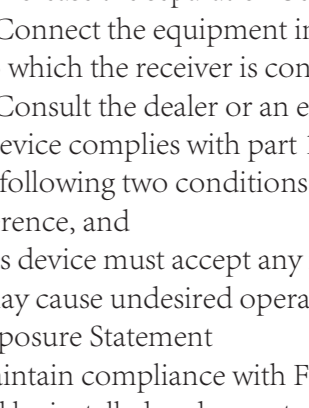 Connect the equipment in
which the receiver is con
Consult the dealer or an e
evice complies with part 1
following two conditions
rence, and
s device must accept any
ay cause undesired opera
posure Statement
aintain compliance with F